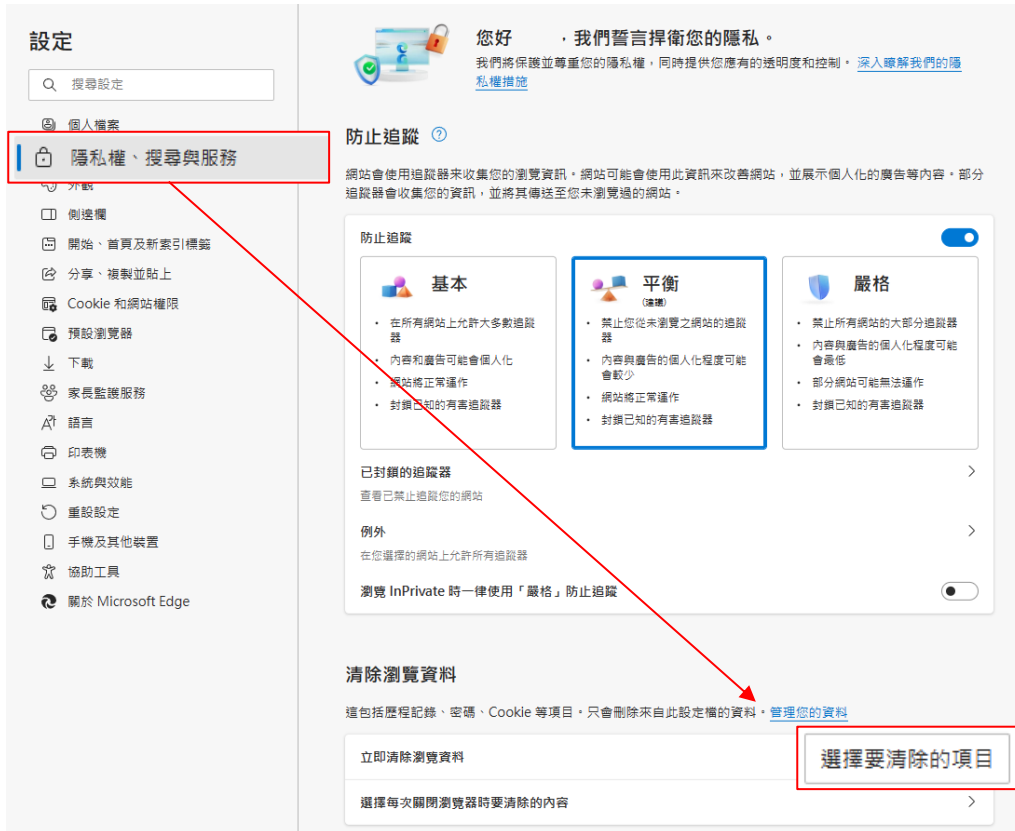 設定
搜尋設定
個人檔案
隱私權、搜尋與服務
外觀
側邊欄
開始、首頁及新索引標籤
分享、複製並貼上
Cookie 和網站權限
預設瀏覽器
下載
家長監護服務
語言
印表機
系統與效能
重設設定
手機及其他裝置
協助工具
關於 Microsoft Edge
您好 ,我們誓言捍衛您的隱私。
我們將保護並尊重您的隱私權,同時提供您應有的透明度和控制。 深入瞭解我們的隱
私權措施
防止追蹤
網站會使用追蹤器來收集您的瀏覽資訊。網站可能會使用此資訊來改善網站,並展示個人化的廣告等內容。部分
追蹤器會收集您的資訊,並將其傳送至您未瀏覽過的網站。
防止追蹤
基本
• 在所有網站上允許大多數追蹤
器
• 內容和廣告可能會個人化
• 網站將正常運作
• 封鎖已知的有害追蹤器
平衡
(建議)
• 禁止您從未瀏覽之網站的追蹤
器
• 內容與廣告的個人化程度可能
會較少
• 網站將正常運作
• 封鎖已知的有害追蹤器
嚴格
• 禁止所有網站的大部分追蹤器
• 內容與廣告的個人化程度可能
會最低
• 部分網站可能無法運作
• 封鎖已知的有害追蹤器
已封鎖的追蹤器
查看已禁止追蹤您的網站
例外
在您選擇的網站上允許所有追蹤器
瀏覽 InPrivate 時一律使用「嚴格」防止追蹤
清除瀏覽資料
這包括歷程記錄、密碼、Cookie 等項目。只會刪除來自此設定檔的資料。管理您的資料
立即清除瀏覽資料
選擇要清除的項目
選擇每次關閉瀏覽器時要清除的內容